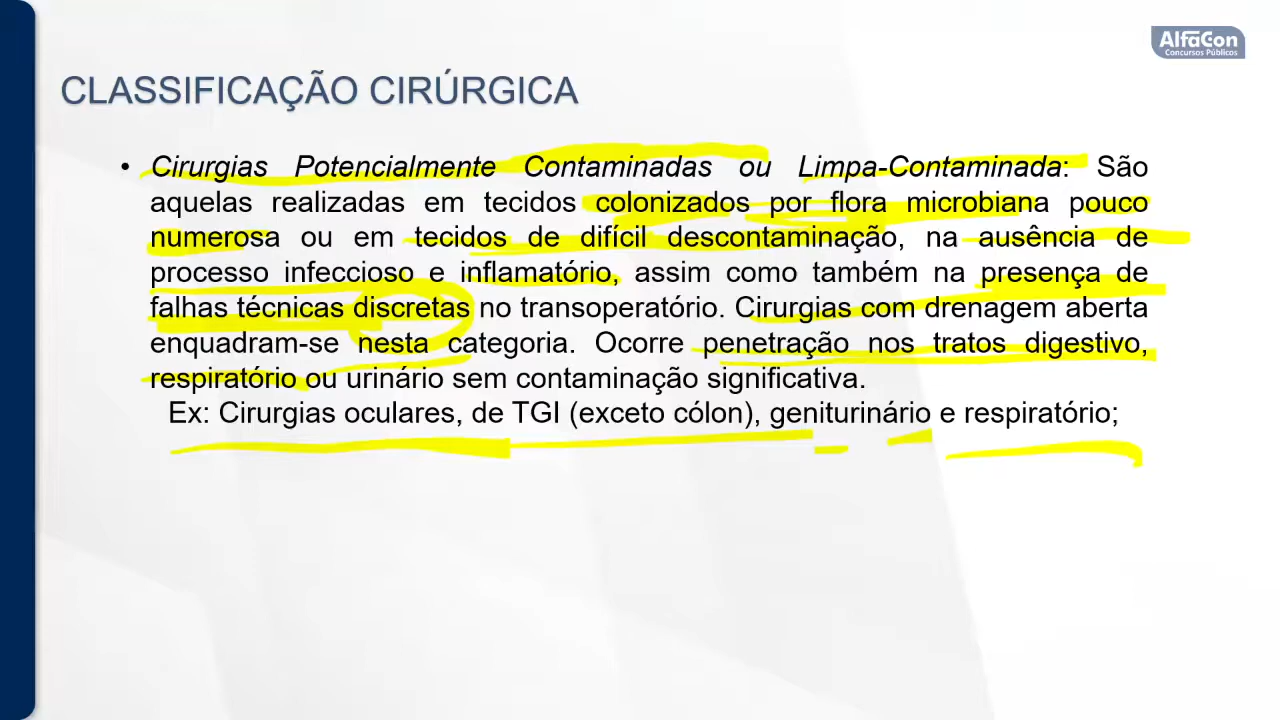 AlfaCon
Concursos Públicos
CLASSIFICAÇÃO CIRÚRGICA
• Cirurgias Potencialmente Contaminadas ou Limpa-Contaminada: São
aquelas realizadas em tecidos colonizados por flora microbiana pouco
numerosa ou em tecidos de difícil descontaminação, na ausência de
processo infeccioso e inflamatório, assim como também na presença de
falhas técnicas discretas no transoperatório. Cirurgias com drenagem aberta
enquadram-se nesta categoria. Ocorre penetração nos tratos digestivo,
respiratório ou urinário sem contaminação significativa.
Ex: Cirurgias oculares, de TGI (exceto cólon), geniturinário e respiratório;